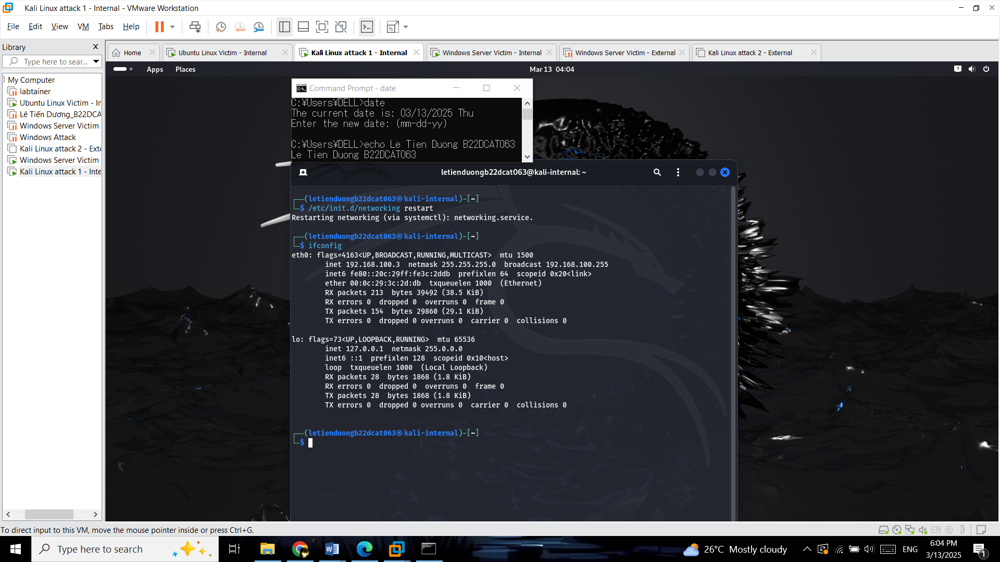 Kali Linux attack 1 - Internal - VMware Workstation
File Edit View VM Tabs Help
Library
Type here to sear...
My Computer
labtainer
Ubuntu Linux Victim - In
Lê Tiến Dương_B22DCA
Windows Server Victim
Windows Attack
Kali Linux attack 2 - Exte
Windows Server Victim
Kali Linux attack 1 - Inte
Home
Ubuntu Linux Victim - Internal
Kali Linux attack 1 - Internal
Windows Server Victim - Internal
Windows Server Victim - External
Kali Linux attack 2 - External
Apps Places
Mar 13 04:04
Command Prompt - date
C:¥Users¥DELL>date
The current date is: 03/13/2025 Thu
Enter the new date: (mm-dd-yy)
C:¥Users¥DELL>echo Le Tien Duong B22DCAT063
Le Tien Duong B22DCAT063
letienduongb22dcat063@kali-internal: ~
┌──(letienduongb22dcat063㉿kali-internal)-[~]
└─$ /etc/init.d/networking restart
Restarting networking (via systemctl): networking.service.
┌──(letienduongb22dcat063㉿kali-internal)-[~]
└─$ ifconfig
eth0: flags=4163<UP,BROADCAST,RUNNING,MULTICAST>  mtu 1500
inet 192.168.100.3  netmask 255.255.255.0  broadcast 192.168.100.255
inet6 fe80::20c:29ff:fe3c:2ddb  prefixlen 64  scopeid 0x20<link>
ether 00:0c:29:3c:2d:db  txqueuelen 1000  (Ethernet)
RX packets 213  bytes 39492 (38.5 KiB)
RX errors 0  dropped 0  overruns 0  frame 0
TX packets 154  bytes 29860 (29.1 KiB)
TX errors 0  dropped 0 overruns 0  carrier 0  collisions 0
lo: flags=73<UP,LOOPBACK,RUNNING>  mtu 65536
inet 127.0.0.1  netmask 255.0.0.0
inet6 ::1  prefixlen 128  scopeid 0x10<host>
loop  txqueuelen 1000  (Local Loopback)
RX packets 28  bytes 1868 (1.8 KiB)
RX errors 0  dropped 0  overruns 0  frame 0
TX packets 28  bytes 1868 (1.8 KiB)
TX errors 0  dropped 0 overruns 0  carrier 0  collisions 0
┌──(letienduongb22dcat063㉿kali-internal)-[~]
└─$
To direct input to this VM, move the mouse pointer inside or press Ctrl+G.
Type here to search
26°C Mostly cloudy
ENG
6:04 PM
3/13/2025
1